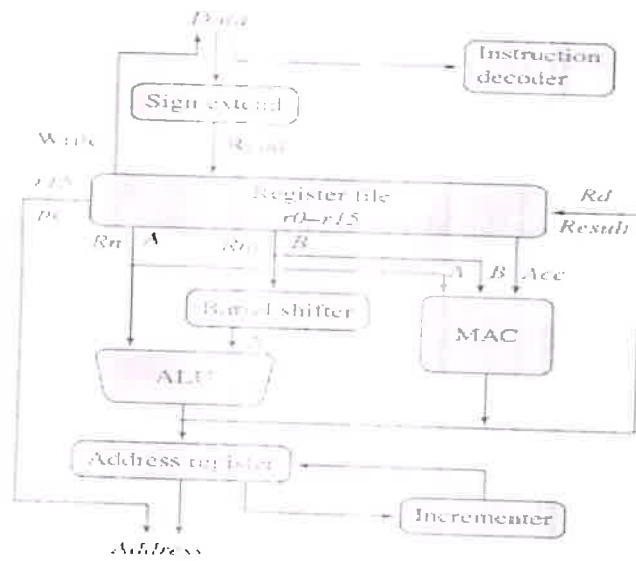 Data
Instruction
decoder
Sign extend
Write
Read
r15
pc
Register file
r0–r15
Rd
Result
Rn A
Rm B
A B Acc
Barrel shifter
MAC
N
ALU
Address register
Incrementer
Address